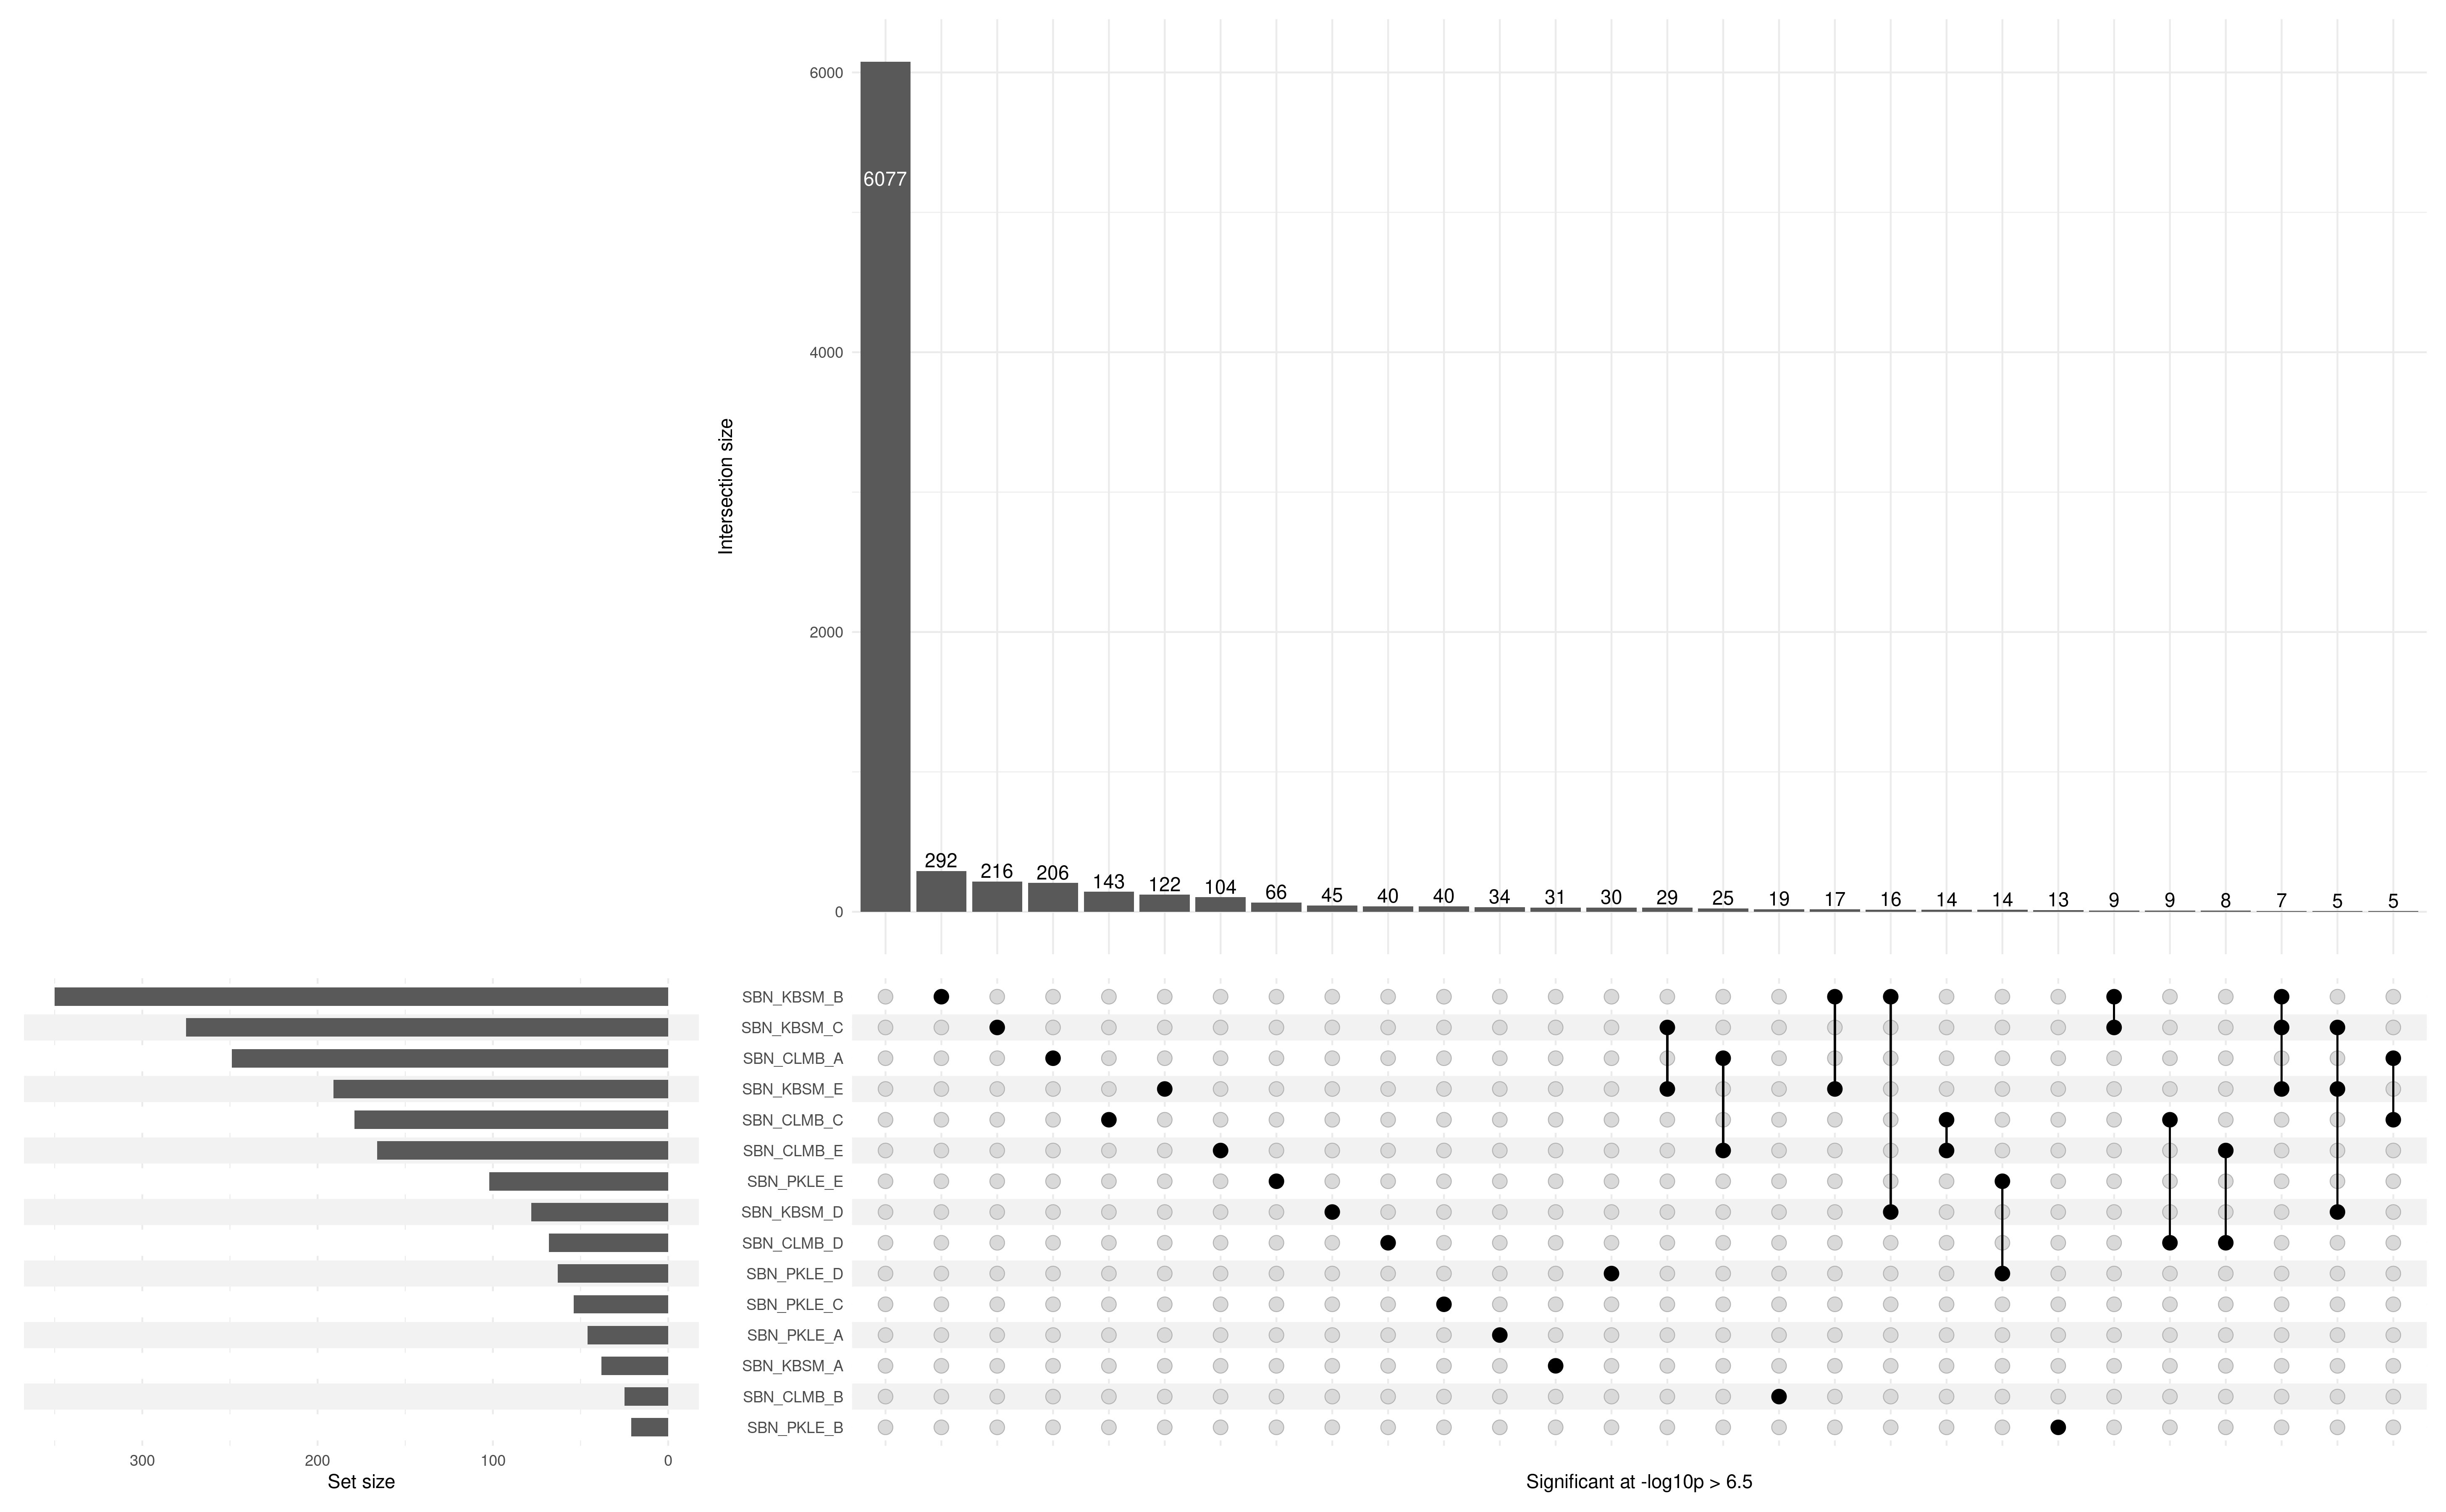 6000
4000
2000
0
Intersection size
6077
292 216 206 143 122 104 66 45 40 40 34 31 30 29 25 19 17 16 14 14 13 9 9 8 7 5 5
SBN_KBSM_B
SBN_KBSM_C
SBN_CLMB_A
SBN_KBSM_E
SBN_CLMB_C
SBN_CLMB_E
SBN_PKLE_E
SBN_KBSM_D
SBN_CLMB_D
SBN_PKLE_D
SBN_PKLE_C
SBN_PKLE_A
SBN_KBSM_A
SBN_CLMB_B
SBN_PKLE_B
300 200 100 0
Set size
Significant at -log10p > 6.5